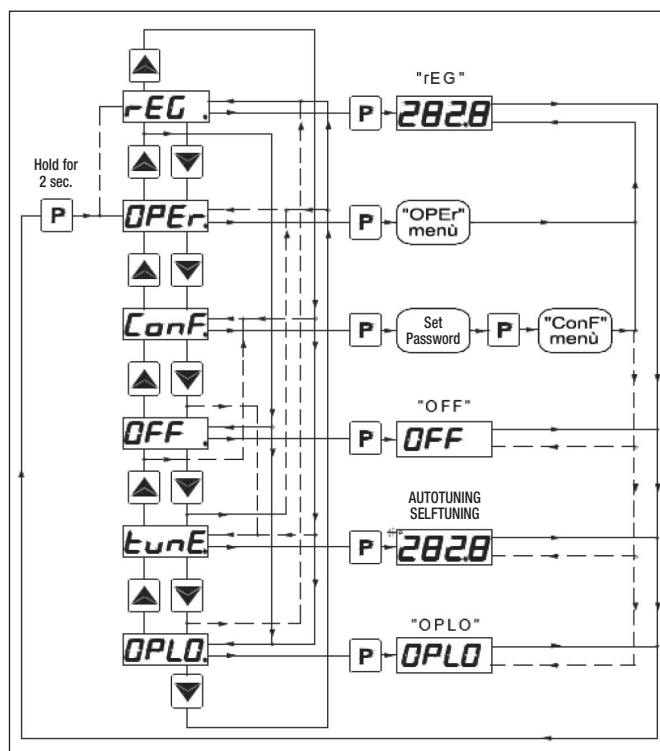 "rEG"
rEG.
P
282.8
Hold for
2 sec.
P
OPEr.
P
"OPEr"
menù
ConF.
P
Set
Password
P
"ConF"
menù
"OFF"
OFF.
P
OFF
AUTOTUNING
SELFTUNING
tunE.
P
282.8
"OPLO"
OPLO.
P
OPLO